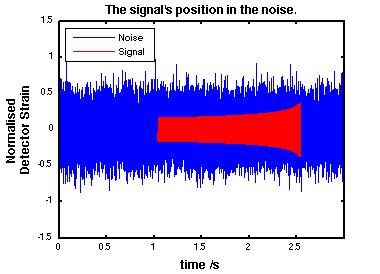 The signal's position in the noise.
1.5
1
0.5
0
-0.5
-1
-1.5
Normalised
Detector Strain
Noise
Signal
0
0.5
1
1.5
2
2.5
time /s